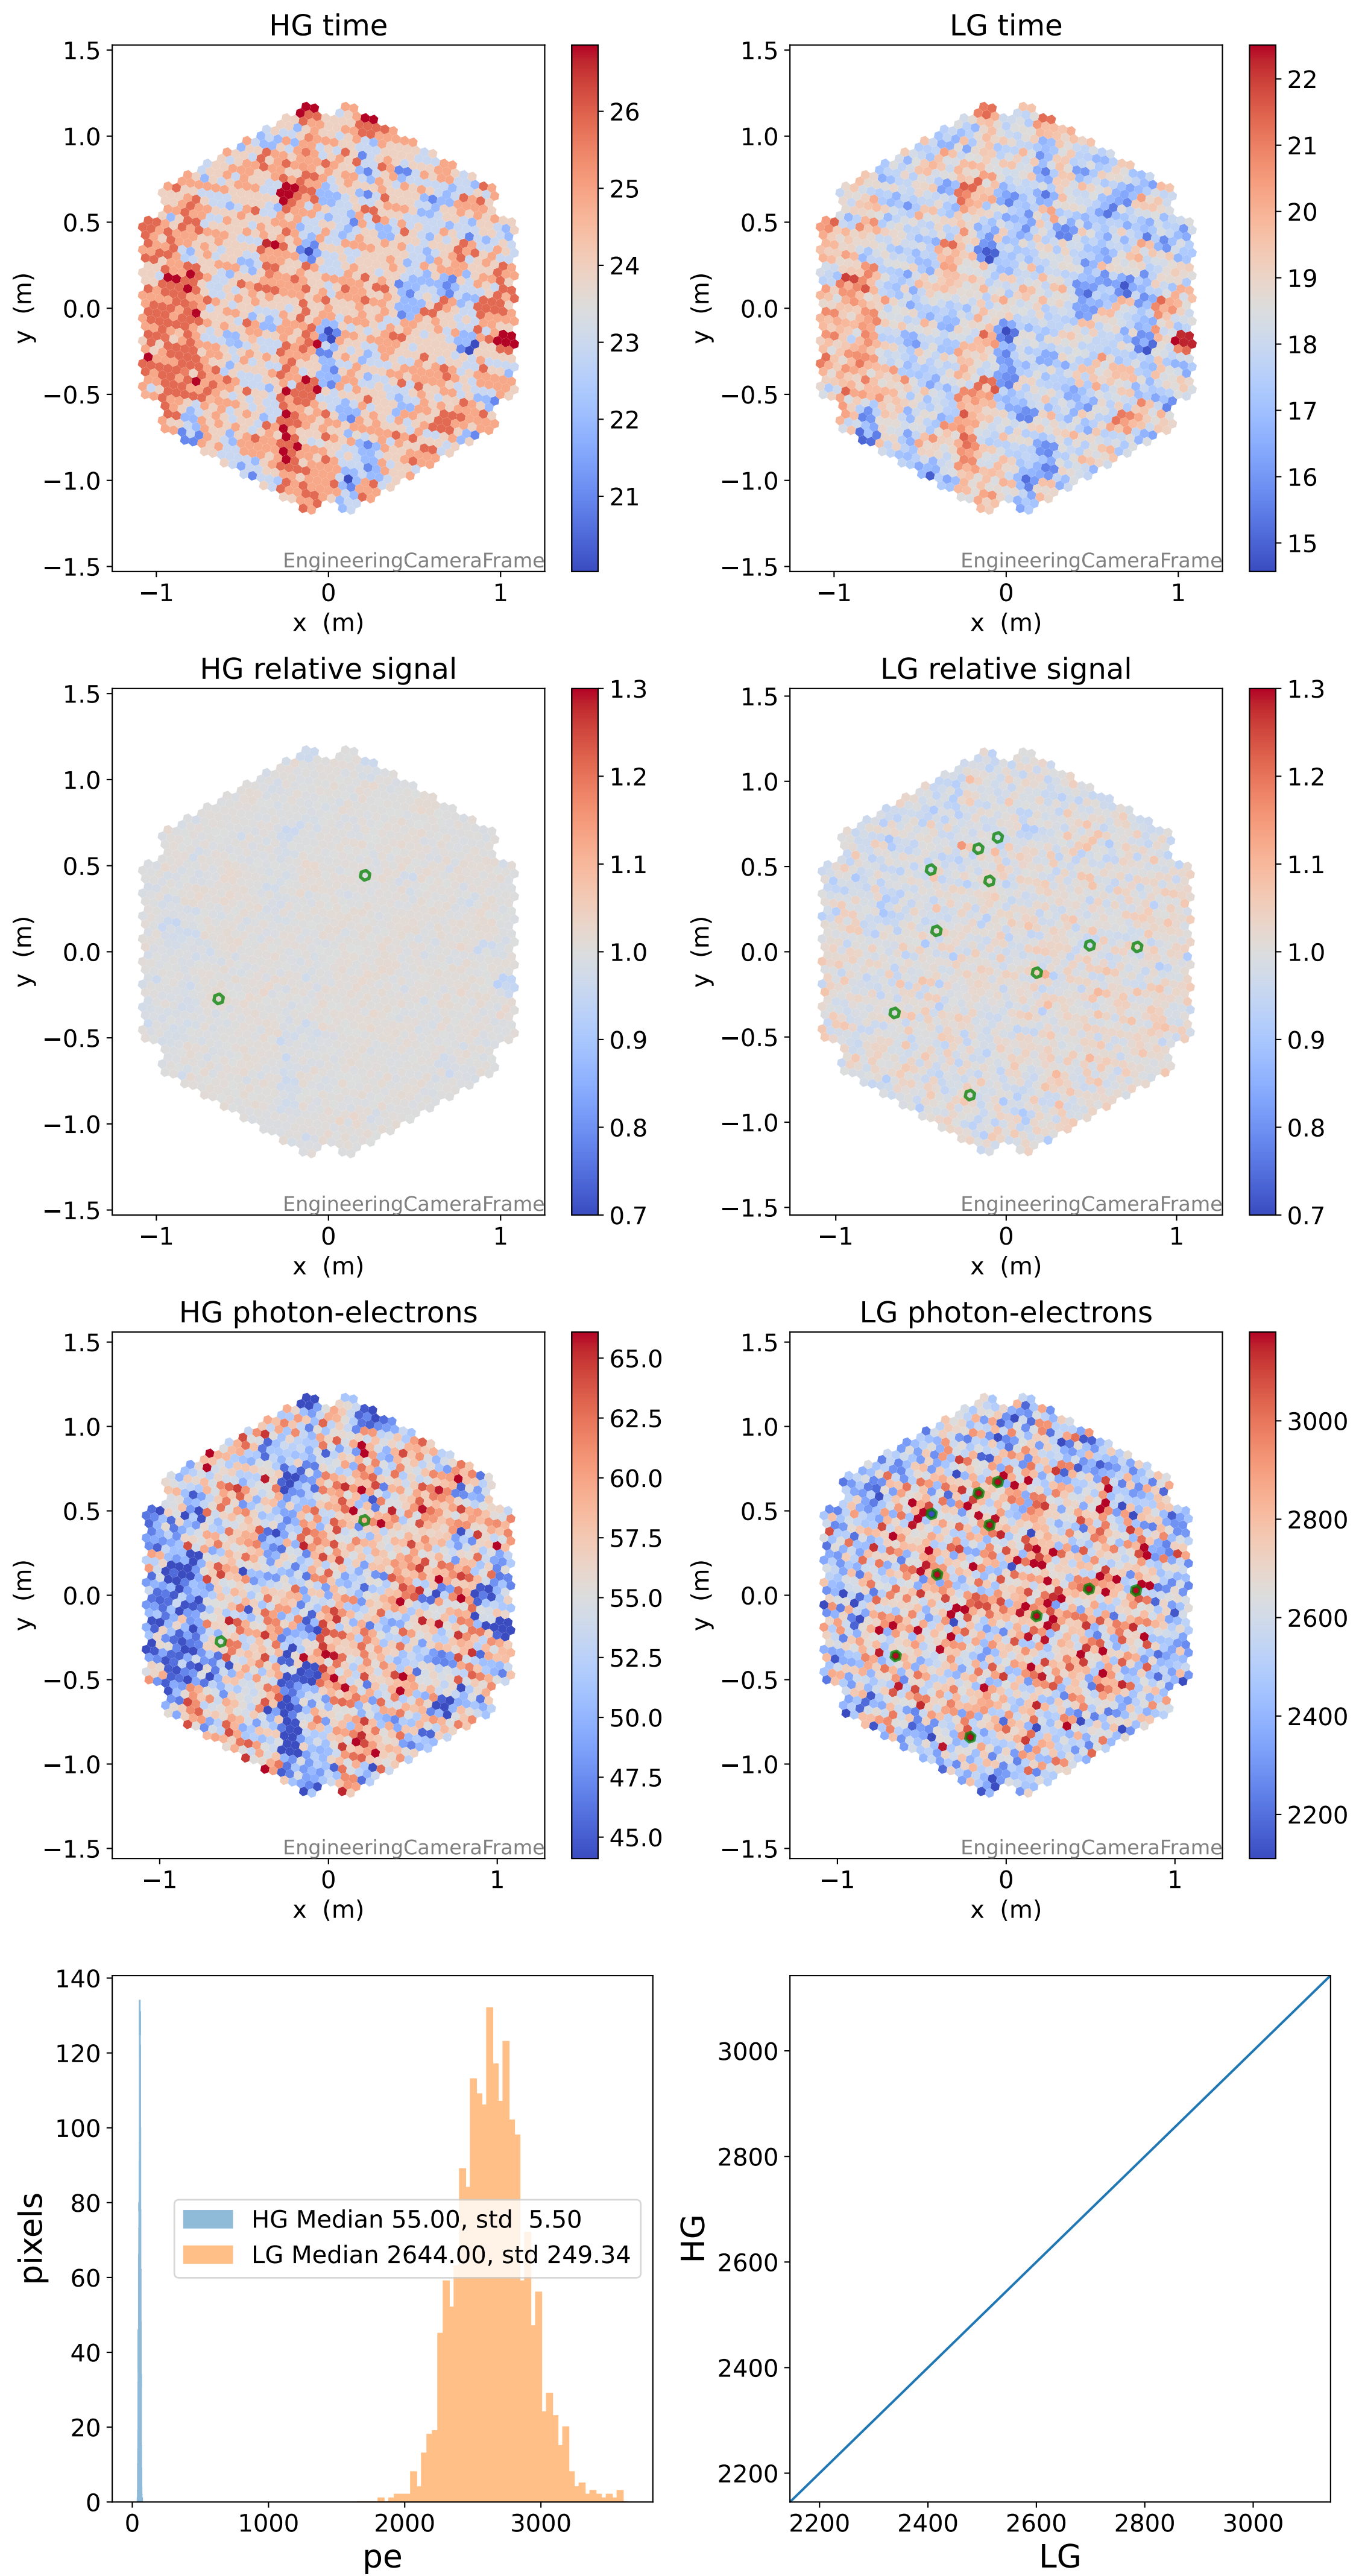 HG time
1.5
1.0
0.5
0.0
−0.5
−1.0
−1.5
y (m)
−1 0 1
x (m)
EngineeringCameraFrame
26
25
24
23
22
21
LG time
1.5
1.0
0.5
0.0
−0.5
−1.0
−1.5
y (m)
−1 0 1
x (m)
EngineeringCameraFrame
22
21
20
19
18
17
16
15
HG relative signal
1.5
1.0
0.5
0.0
−0.5
−1.0
−1.5
y (m)
−1 0 1
x (m)
EngineeringCameraFrame
1.3
1.2
1.1
1.0
0.9
0.8
0.7
LG relative signal
1.5
1.0
0.5
0.0
−0.5
−1.0
−1.5
y (m)
−1 0 1
x (m)
EngineeringCameraFrame
1.3
1.2
1.1
1.0
0.9
0.8
0.7
HG photon-electrons
1.5
1.0
0.5
0.0
−0.5
−1.0
−1.5
y (m)
−1 0 1
x (m)
EngineeringCameraFrame
65.0
62.5
60.0
57.5
55.0
52.5
50.0
47.5
45.0
LG photon-electrons
1.5
1.0
0.5
0.0
−0.5
−1.0
−1.5
y (m)
−1 0 1
x (m)
EngineeringCameraFrame
3000
2800
2600
2400
2200
140
120
100
80
60
40
20
0
pixels
HG Median 55.00, std 5.50
LG Median 2644.00, std 249.34
0 1000 2000 3000
pe
3000
2800
2600
2400
2200
HG
2200 2400 2600 2800 3000
LG